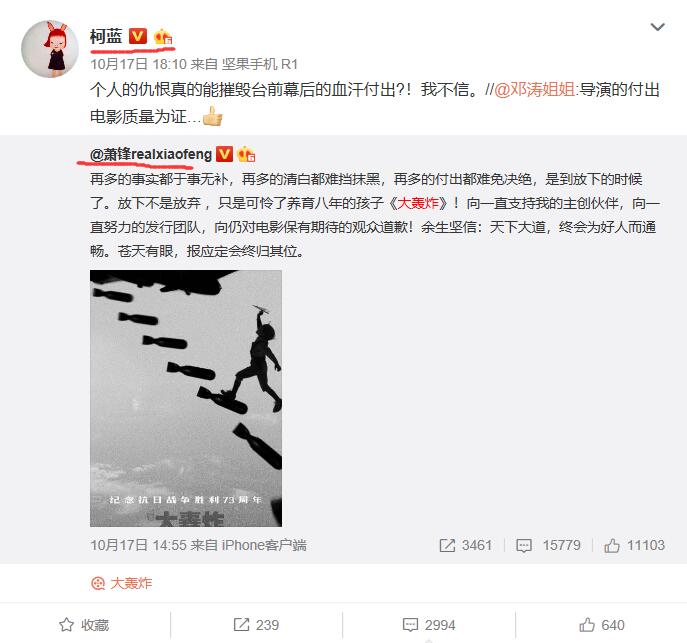 柯蓝
10月17日 18:10 来自 坚果手机 R1
个人的仇恨真的能摧毁台前幕后的血汗付出?！我不信。//@邓涛姐姐:导演的付出
电影质量为证...
@萧锋realxiaofeng
再多的事实都于事无补，再多的清白都难挡抹黑，再多的付出都难免决绝，是到放下的时候
了。放下不是放弃 ，只是可怜了养育八年的孩子《大轰炸》！向一直支持我的主创伙伴，向一
直努力的发行团队，向仍对电影保有期待的观众道歉！余生坚信：天下大道，终会为好人而通
畅。苍天有眼，报应定会终归其位。
纪念抗日战争胜利73周年
大轰炸
10月17日 14:55 来自 iPhone客户端
3461
15779
11103
大轰炸
收藏
239
2994
640